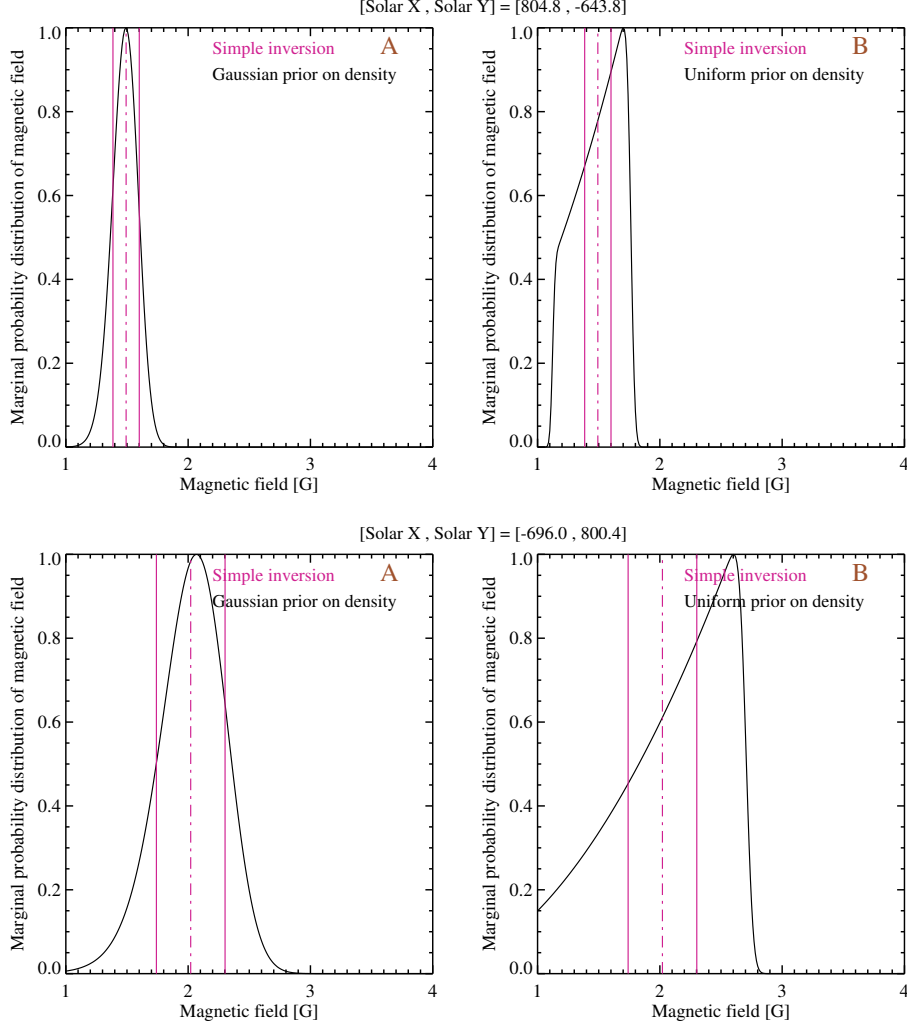 [Solar X , Solar Y] = [804.8 , -643.8]
Simple inversion
A
Gaussian prior on density
Marginal probability distribution of magnetic field
1.0
0.8
0.6
0.4
0.2
0.0
1 2 3 4
Magnetic field [G]
Simple inversion
B
Uniform prior on density
Marginal probability distribution of magnetic field
1.0
0.8
0.6
0.4
0.2
0.0
1 2 3 4
Magnetic field [G]
[Solar X , Solar Y] = [-696.0 , 800.4]
Simple inversion
A
Gaussian prior on density
Marginal probability distribution of magnetic field
1.0
0.8
0.6
0.4
0.2
0.0
1 2 3 4
Magnetic field [G]
Simple inversion
B
Uniform prior on density
Marginal probability distribution of magnetic field
1.0
0.8
0.6
0.4
0.2
0.0
1 2 3 4
Magnetic field [G]